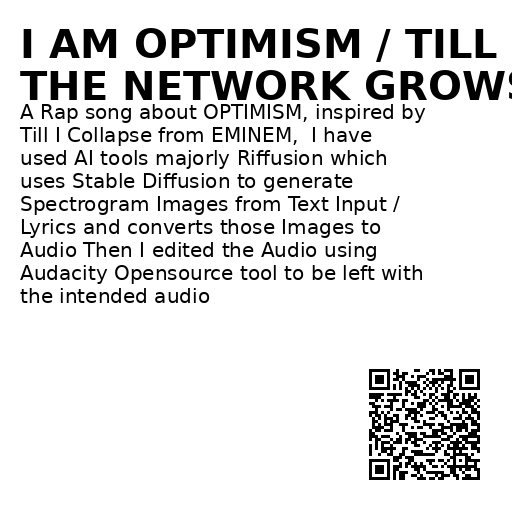 I AM OPTIMISM / TILL
THE NETWORK GROWS
A Rap song about OPTIMISM, inspired by
Till I Collapse from EMINEM,  I have
used AI tools majorly Riffusion which
uses Stable Diffusion to generate
Spectrogram Images from Text Input /
Lyrics and converts those Images to
Audio Then I edited the Audio using
Audacity Opensource tool to be left with
the intended audio